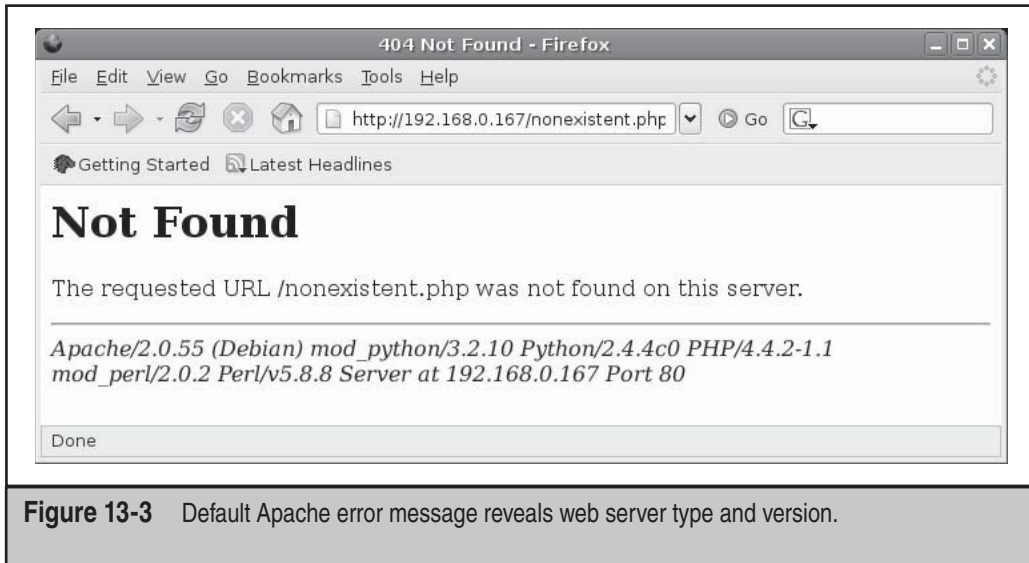 404 Not Found - Firefox
File Edit View Go Bookmarks Tools Help
http://192.168.0.167/nonexistent.php Go G
Getting Started Latest Headlines
Not Found
The requested URL /nonexistent.php was not found on this server.
Apache/2.0.55 (Debian) mod_python/3.2.10 Python/2.4.4c0 PHP/4.4.2-1.1
mod_perl/2.0.2 Perl/v5.8.8 Server at 192.168.0.167 Port 80
Done
Figure 13-3 Default Apache error message reveals web server type and version.